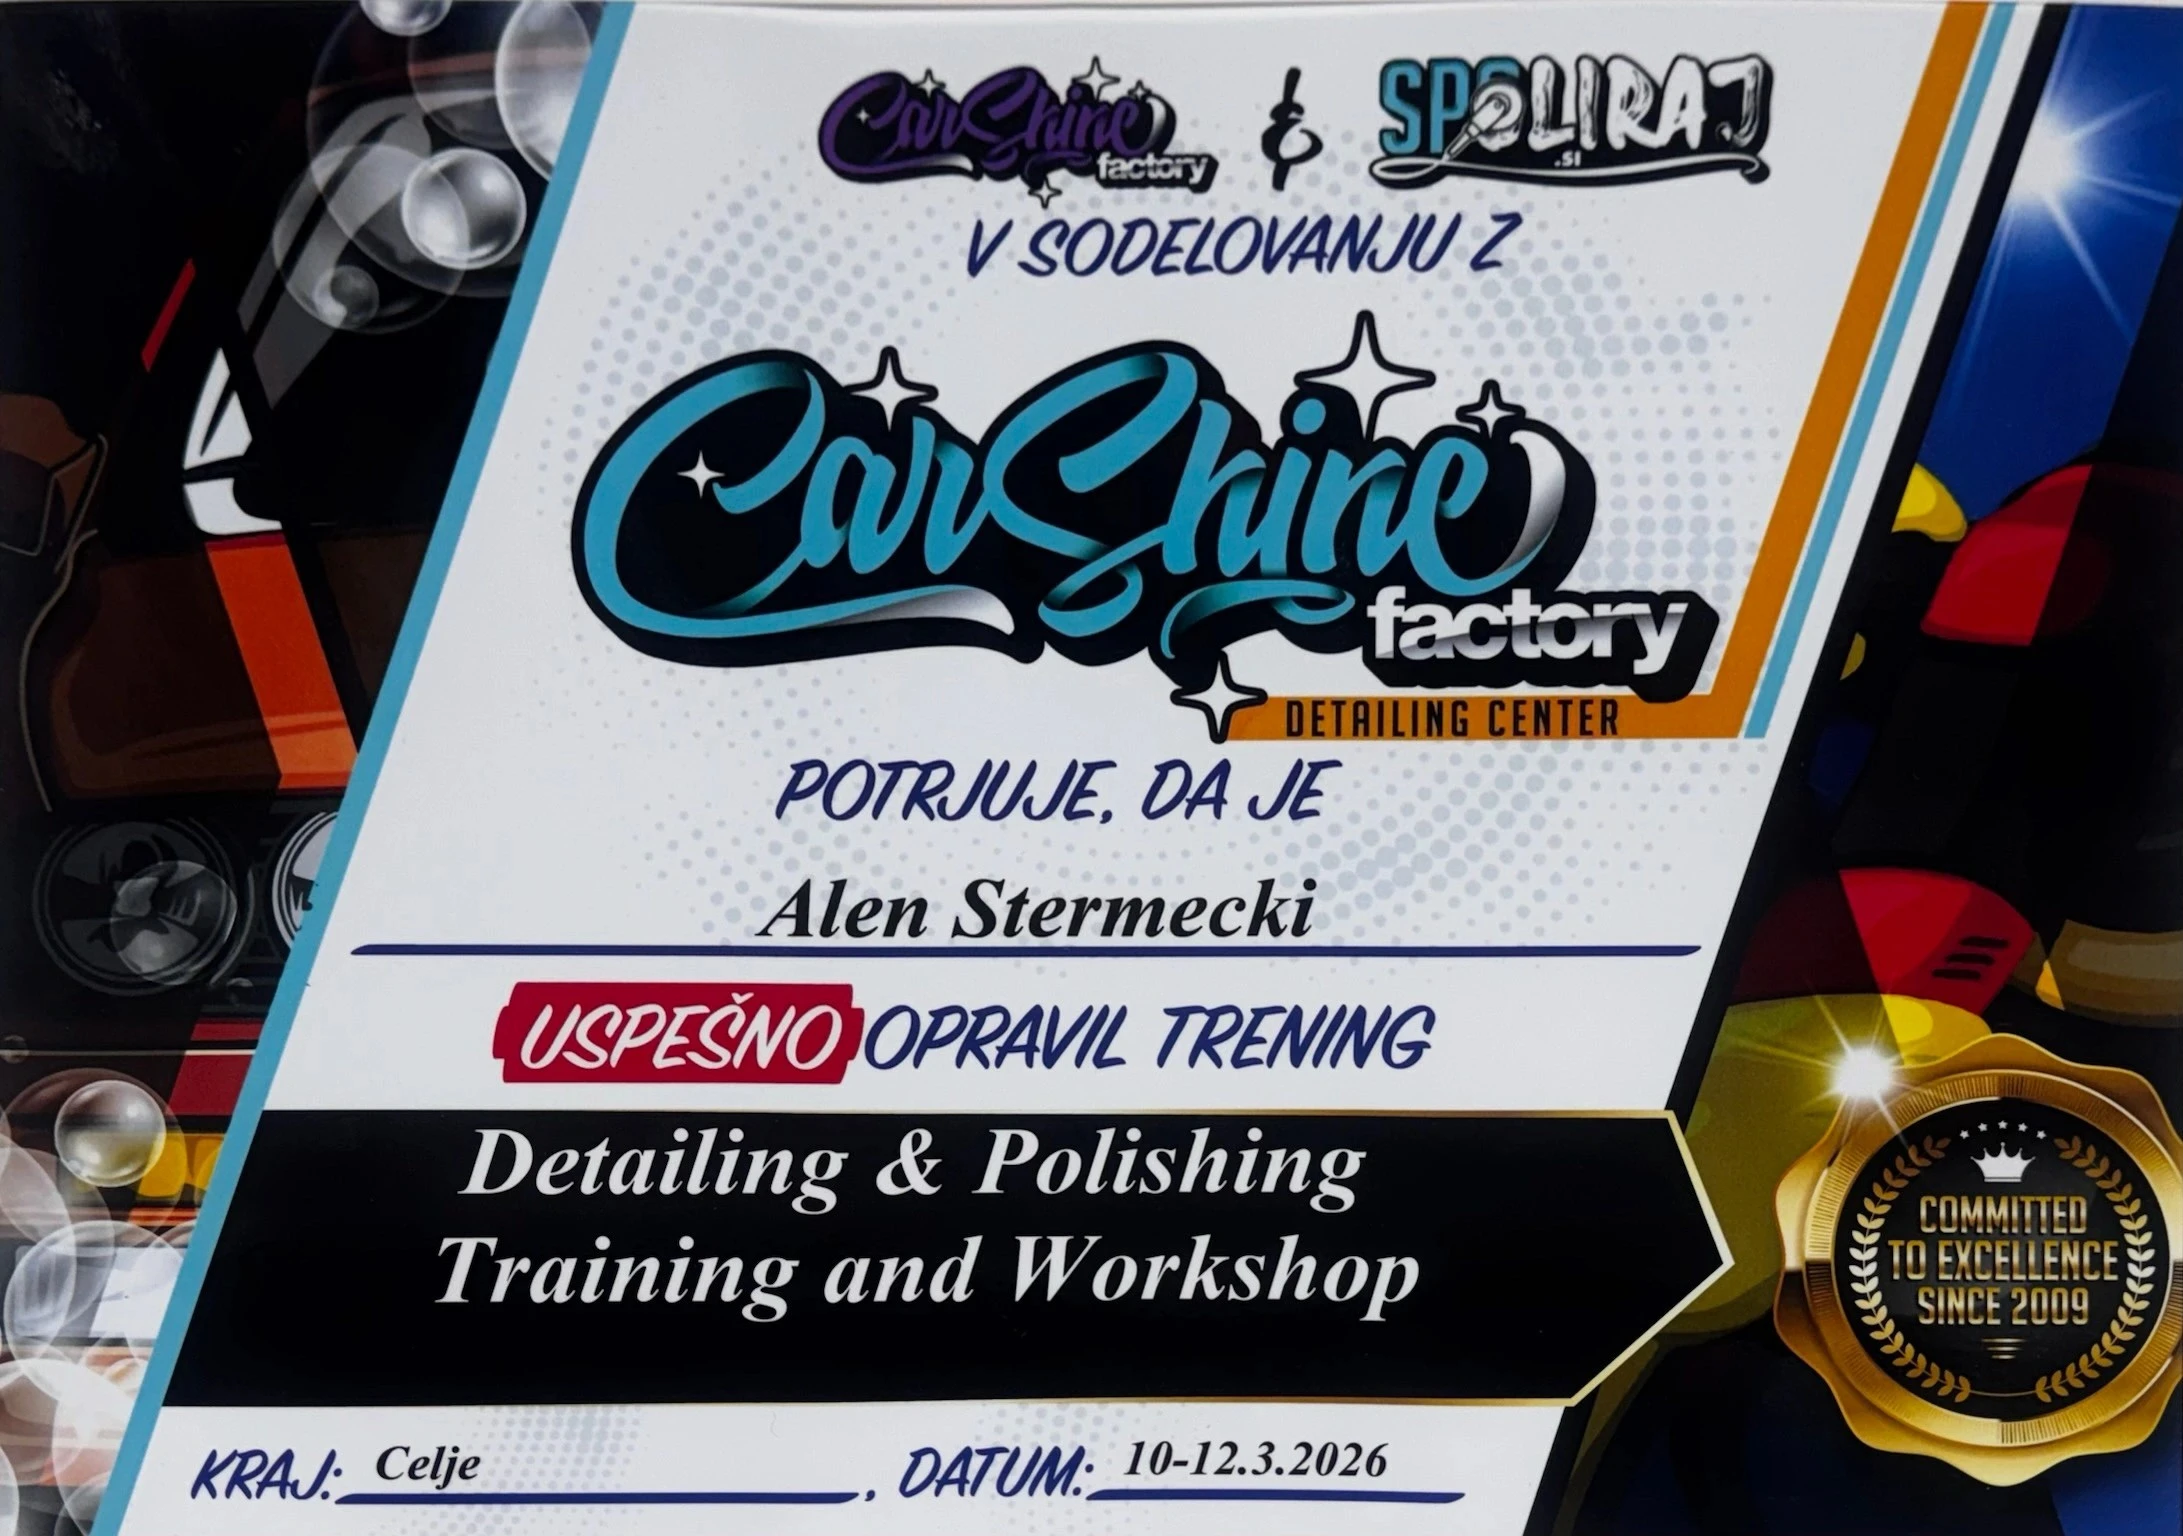 CarShine factory & SPOLIRAJ.SI
V SODELOVANJU Z
CarShine
factory
DETAILING CENTER
POTRJUJE, DA JE
Alen Stermecki
USPEŠNO OPRAVIL TRENING
Detailing & Polishing
Training and Workshop
COMMITTED
TO EXCELLENCE
SINCE 2009
KRAJ: Celje, DATUM: 10-12.3.2026